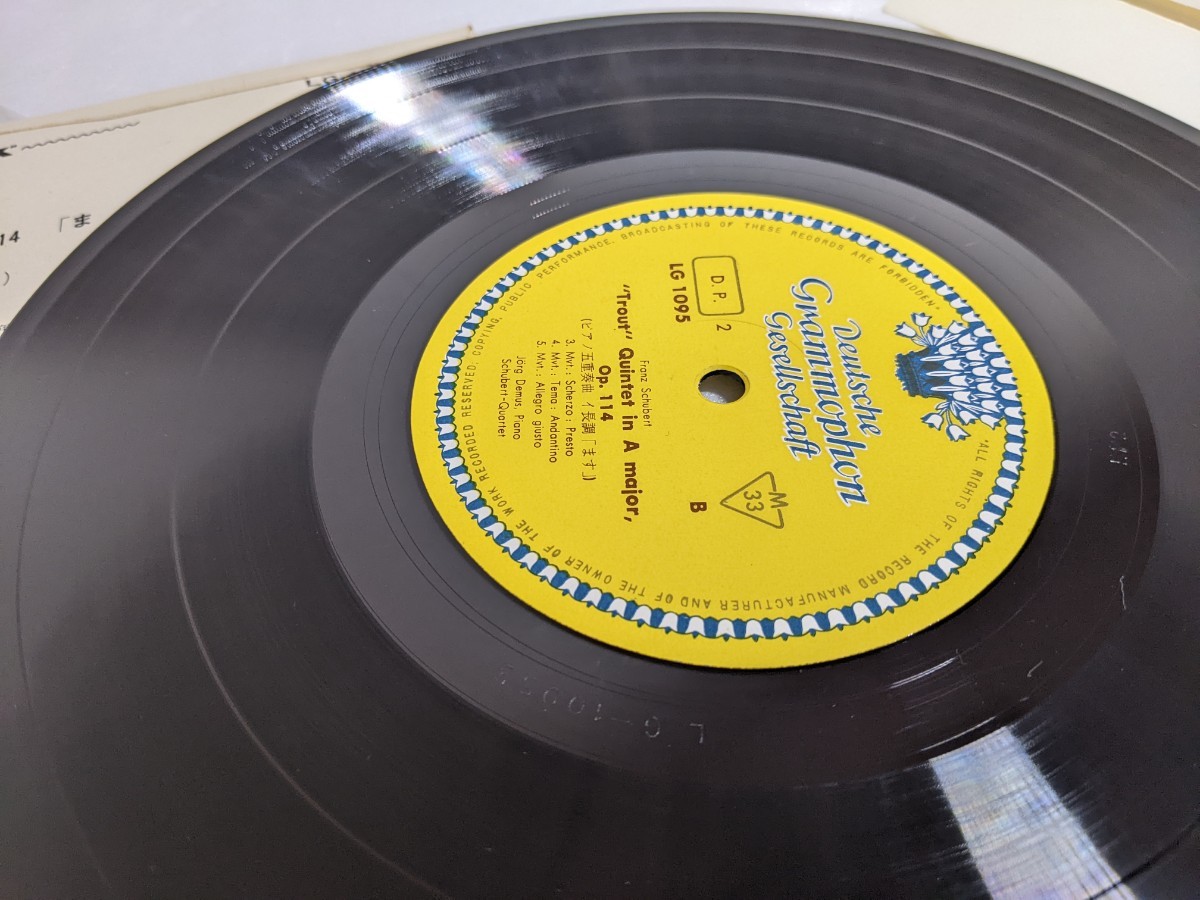 Deutsche
Grammophon
Gesellschaft
D.P.
2
LG 1095
M
33
B
Franz Schubert
"Trout" Quintet in A major,
Op. 114
(ピアノ五重奏曲 イ長調「ます」)
3. Mvt.: Scherzo: Presto
4. Mvt.: Tema: Andantino
5. Mvt.: Allegro giusto
Jörg Demus, Piano
Schubert-Quartet
"ALL RIGHTS OF THE RECORD MANUFACTURER AND OF THE OWNER OF THE WORK RECORDED RESERVED: COPYING, PUBLIC PERFORMANCE, BROADCASTING OF THESE RECORDS ARE FORBIDDEN"
14 「ま